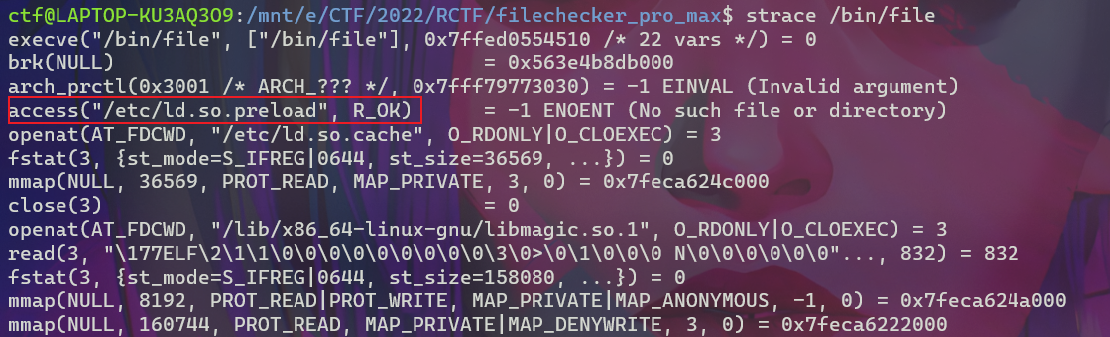 ctf@LAPTOP-KU3AQ3O9:/mnt/e/CTF/2022/RCTF/filechecker_pro_max$ strace /bin/file
execve("/bin/file", ["/bin/file"], 0x7ffed0554510 /* 22 vars */) = 0
brk(NULL)                               = 0x563e4b8db000
arch_prctl(0x3001 /* ARCH_??? */, 0x7fff79773030) = -1 EINVAL (Invalid argument)
access("/etc/ld.so.preload", R_OK)      = -1 ENOENT (No such file or directory)
openat(AT_FDCWD, "/etc/ld.so.cache", O_RDONLY|O_CLOEXEC) = 3
fstat(3, {st_mode=S_IFREG|0644, st_size=36569, ...}) = 0
mmap(NULL, 36569, PROT_READ, MAP_PRIVATE, 3, 0) = 0x7feca624c000
close(3)                                = 0
openat(AT_FDCWD, "/lib/x86_64-linux-gnu/libmagic.so.1", O_RDONLY|O_CLOEXEC) = 3
read(3, "\177ELF\2\1\1\0\0\0\0\0\0\0\0\0\3\0>\0\1\0\0\0 N\0\0\0\0\0\0"..., 832) = 832
fstat(3, {st_mode=S_IFREG|0644, st_size=158080, ...}) = 0
mmap(NULL, 8192, PROT_READ|PROT_WRITE, MAP_PRIVATE|MAP_ANONYMOUS, -1, 0) = 0x7feca624a000
mmap(NULL, 160744, PROT_READ, MAP_PRIVATE|MAP_DENYWRITE, 3, 0) = 0x7feca6222000